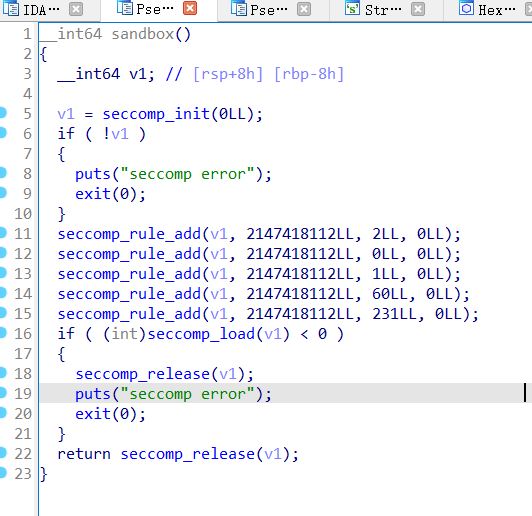 IDA··· Pse··· Pse··· Str··· Hex···
1 __int64 sandbox()
2 {
3   __int64 v1; // [rsp+8h] [rbp-8h]
4
5   v1 = seccomp_init(0LL);
6   if ( !v1 )
7   {
8     puts("seccomp error");
9     exit(0);
10   }
11   seccomp_rule_add(v1, 2147418112LL, 2LL, 0LL);
12   seccomp_rule_add(v1, 2147418112LL, 0LL, 0LL);
13   seccomp_rule_add(v1, 2147418112LL, 1LL, 0LL);
14   seccomp_rule_add(v1, 2147418112LL, 60LL, 0LL);
15   seccomp_rule_add(v1, 2147418112LL, 231LL, 0LL);
16   if ( (int)seccomp_load(v1) < 0 )
17   {
18     seccomp_release(v1);
19     puts("seccomp error");
20     exit(0);
21   }
22   return seccomp_release(v1);
23 }